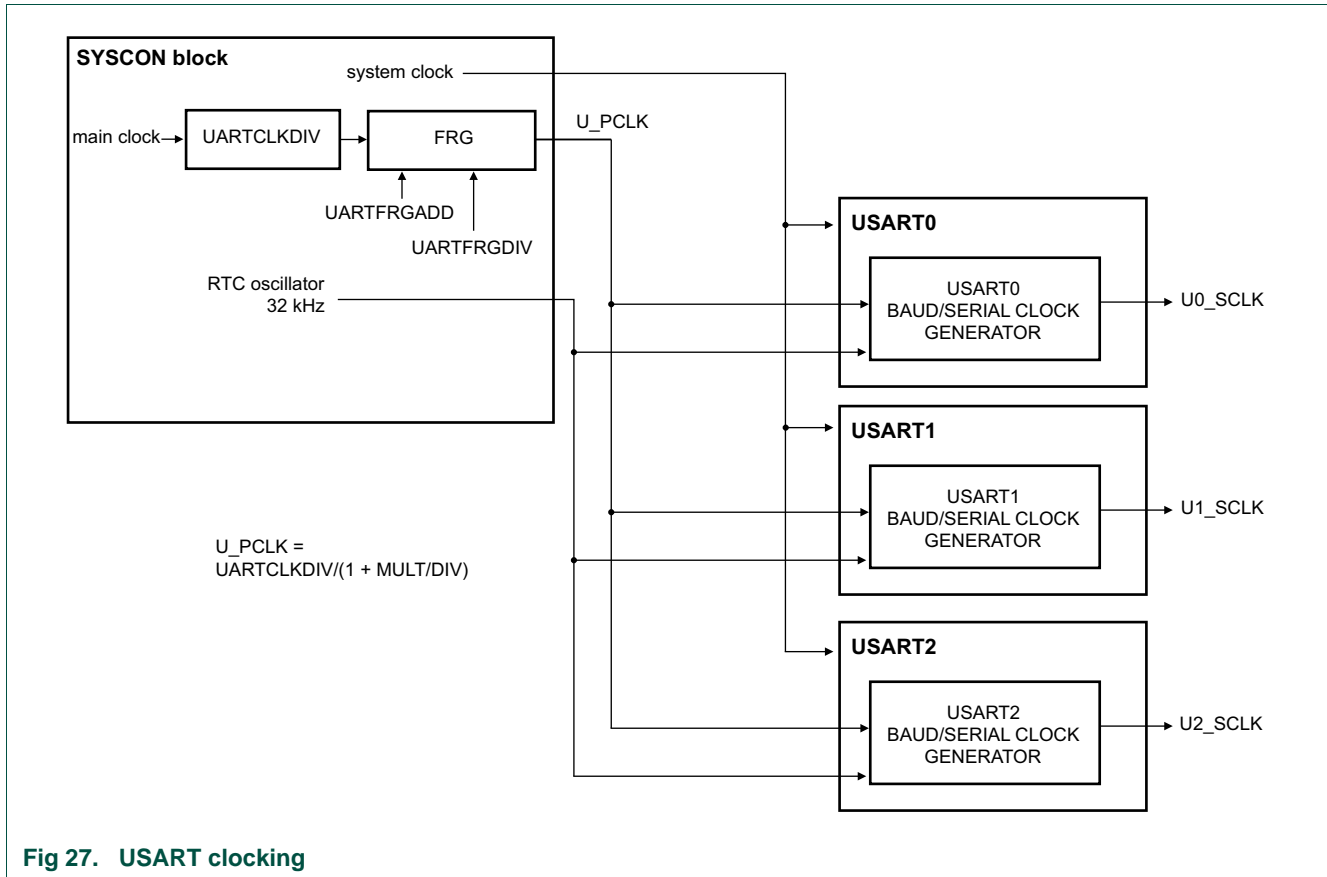 SYSCON block
system clock
main clock
UARTCLKDIV
FRG
U_PCLK
UARTFRGADD
UARTFRGDIV
RTC oscillator
32 kHz
U_PCLK =
UARTCLKDIV/(1 + MULT/DIV)
USART0
USART0
BAUD/SERIAL CLOCK
GENERATOR
U0_SCLK
USART1
USART1
BAUD/SERIAL CLOCK
GENERATOR
U1_SCLK
USART2
USART2
BAUD/SERIAL CLOCK
GENERATOR
U2_SCLK
Fig 27. USART clocking